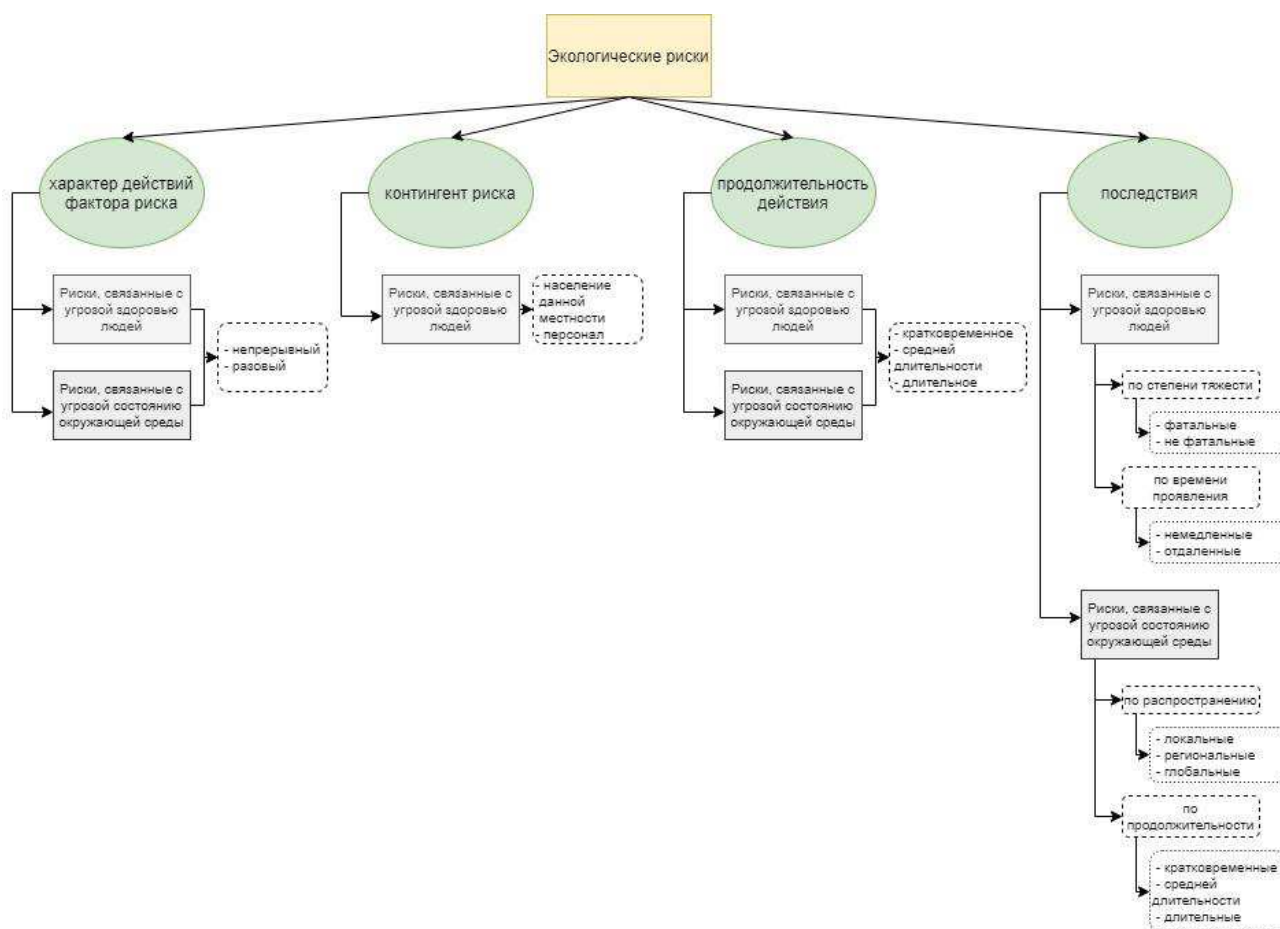 Экологические риски
характер действий
фактора риска
контингент риска
продолжительность
действия
последствия
Риски, связанные с
угрозой здоровью
людей
- непрерывный
- разовый
Риски, связанные с
угрозой состоянию
окружающей среды
Риски, связанные с
угрозой здоровью
людей
- население
данной
местности
- персонал
Риски, связанные с
угрозой здоровью
людей
- кратковременное
- средней
длительности
- длительное
Риски, связанные с
угрозой состоянию
окружающей среды
Риски, связанные с
угрозой здоровью
людей
по степени тяжести
- фатальные
- не фатальные
по времени
проявления
- немедленные
- отдаленные
Риски, связанные с
угрозой состоянию
окружающей среды
по распространению
- локальные
- региональные
- глобальные
по
продолжительности
- кратковременные
- средней
длительности
- длительные